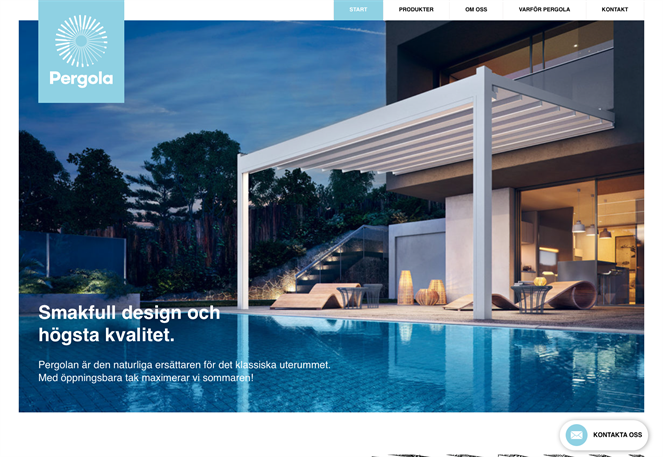 START
PRODUKTER
OM OSS
VARFÖR PERGOLA
KONTAKT
Pergola
Smakfull design och
högsta kvalitet.
Pergolan är den naturliga ersättaren för det klassiska uterummet.
Med öppningsbara tak maximerar vi sommaren!
KONTAKTA OSS